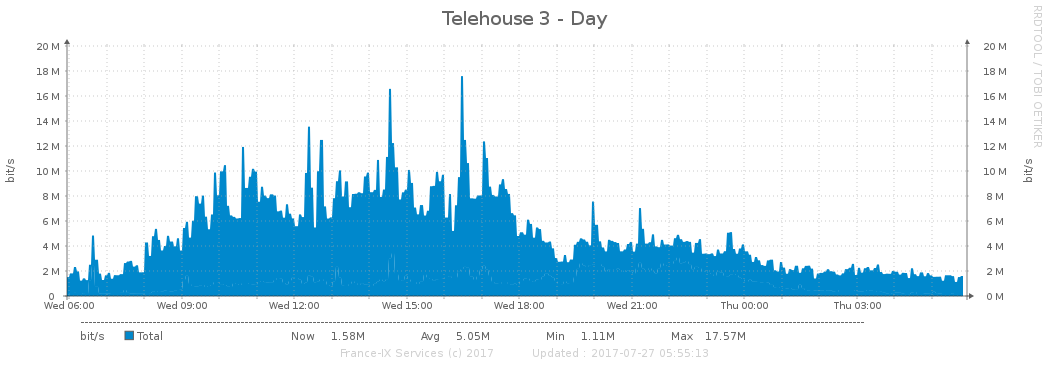 Telehouse 3 - Day
RRDTOOL / TOBI OETIKER
bit/s
bit/s
20 M 20 M
18 M 18 M
16 M 16 M
14 M 14 M
12 M 12 M
10 M 10 M
8 M 8 M
6 M 6 M
4 M 4 M
2 M 2 M
0 0 M
Wed 06:00 Wed 09:00 Wed 12:00 Wed 15:00 Wed 18:00 Wed 21:00 Thu 00:00 Thu 03:00
bit/s Total Now 1.58M Avg 5.05M Min 1.11M Max 17.57M
France-IX Services (c) 2017 Updated : 2017-07-27 05:55:13